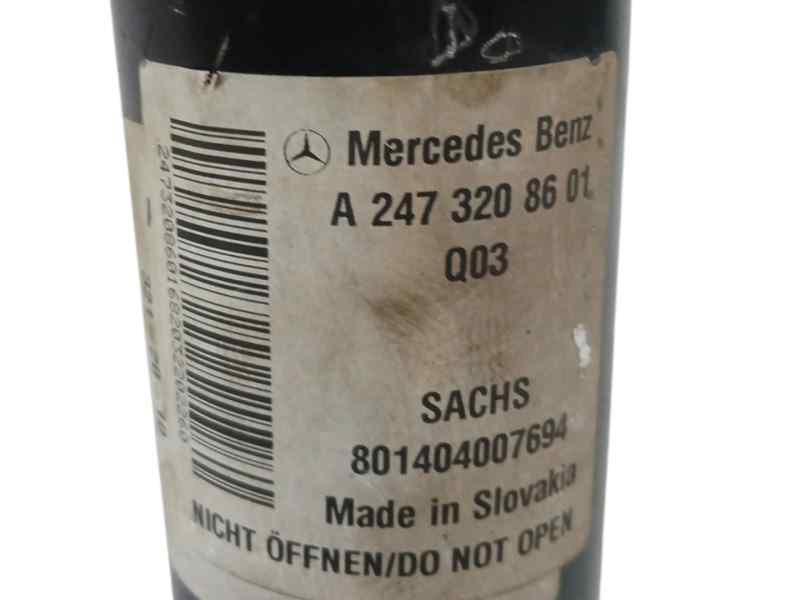 Mercedes Benz
A 247 320 86 01
Q03
SACHS
801404007694
Made in Slovakia
NICHT ÖFFNEN/DO NOT OPEN